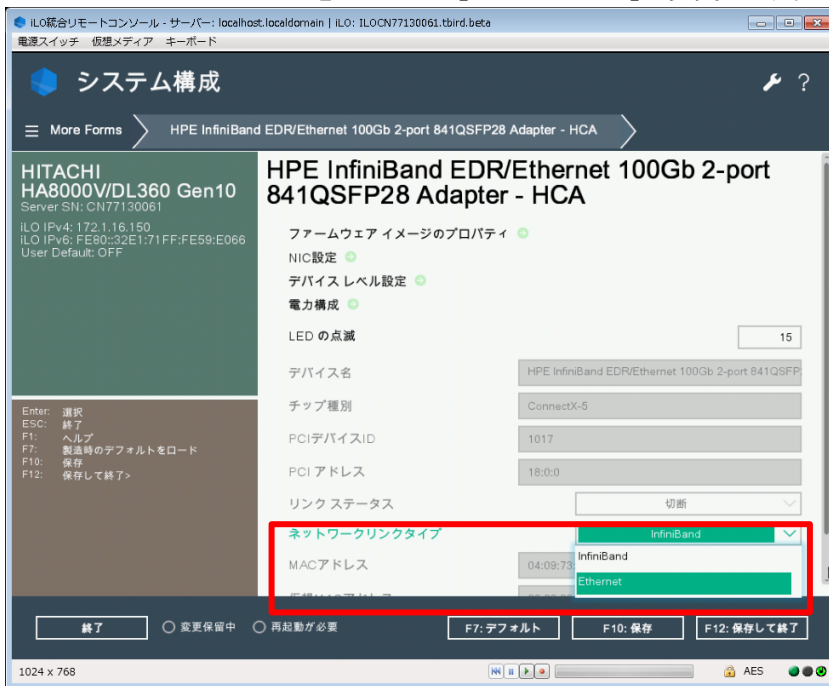 iLO統合リモートコンソール - サーバー: localhost.localdomain | iLO: ILOCN77130061.tbird.beta
電源スイッチ 仮想メディア キーボード
システム構成
?
More Forms
HPE InfiniBand EDR/Ethernet 100Gb 2-port 841QSFP28 Adapter - HCA
HITACHI
HA8000V/DL360 Gen10
Server SN: CN77130061
iLO IPv4: 172.1.16.150
iLO IPv6: FE80::32E1:71FF:FE59:E066
User Default: OFF
Enter: 選択
ESC: 終了
F1: ヘルプ
F7: 製造時のデフォルトをロード
F10: 保存
F12: 保存して終了>
HPE InfiniBand EDR/Ethernet 100Gb 2-port
841QSFP28 Adapter - HCA
ファームウェア イメージのプロパティ
NIC設定
デバイス レベル設定
電力構成
LED の点滅 15
デバイス名 HPE InfiniBand EDR/Ethernet 100Gb 2-port 841QSFP
チップ種別 ConnectX-5
PCIデバイスID 1017
PCI アドレス 18:0:0
リンク ステータス 切断
ネットワークリンクタイプ InfiniBand
InfiniBand
MACアドレス 04:09:73:
Ethernet
終了
変更保留中
再起動が必要
F7: デフォルト
F10: 保存
F12: 保存して終了
1024 x 768
AES